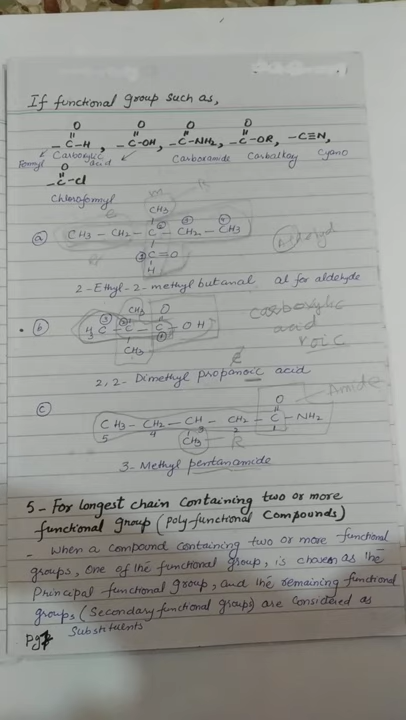 If functional group such as,
O O O O
-C-H, -C-OH, -C-NH2, -C-OR, -C≡N,
Formyl Carboxylic acid Carboxamide Carbalkoxy Cyano
O
-C-Cl
Chloroformyl
CH3
(a) CH3-CH2-C-CH2-CH3
C=O
H
2-Ethyl-2-methyl butanal al for aldehyde
CH3 O
(b) H3C-C-C-OH Carboxylic
CH3 acid
oic
2,2-Dimethyl propanoic acid
Amide
O
(c) CH3-CH2-CH-CH2-C-NH2
5 4 3 2 1
CH3 R
3-Methyl pentanamide
5-For longest chain containing two or more
functional group (Poly-functional Compounds)
- When a compound containing two or more functional
groups, one of the functional group, is chosen as the
Principal functional group, and the remaining functional
groups (Secondary functional groups) are considered as
Substituents